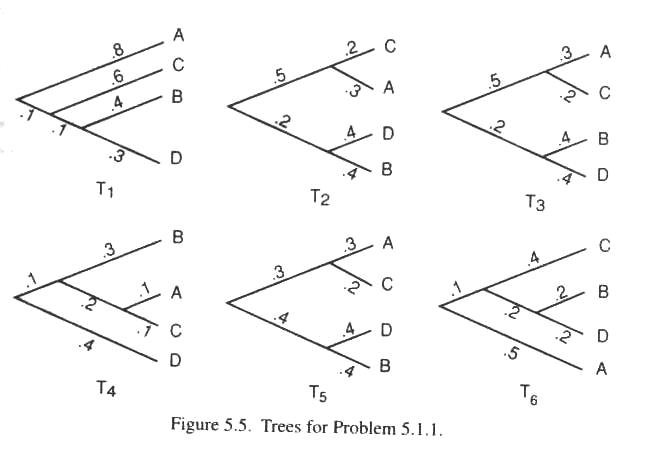 .8 A
.6 C
.4 B
.1 .1
.3 D
T1
.2 C
.5
.3 A
.2
.4 D
.4 B
T2
.3 A
.5
.2 C
.2
.4 B
.4 D
T3
.3 B
.1
.1 A
.2
.1 C
.4 D
T4
.3 A
.3
.2 C
.4
.4 D
.4 B
T5
.4 C
.1
.2 B
.2
.2 D
.5 A
T6
Figure 5.5. Trees for Problem 5.1.1.